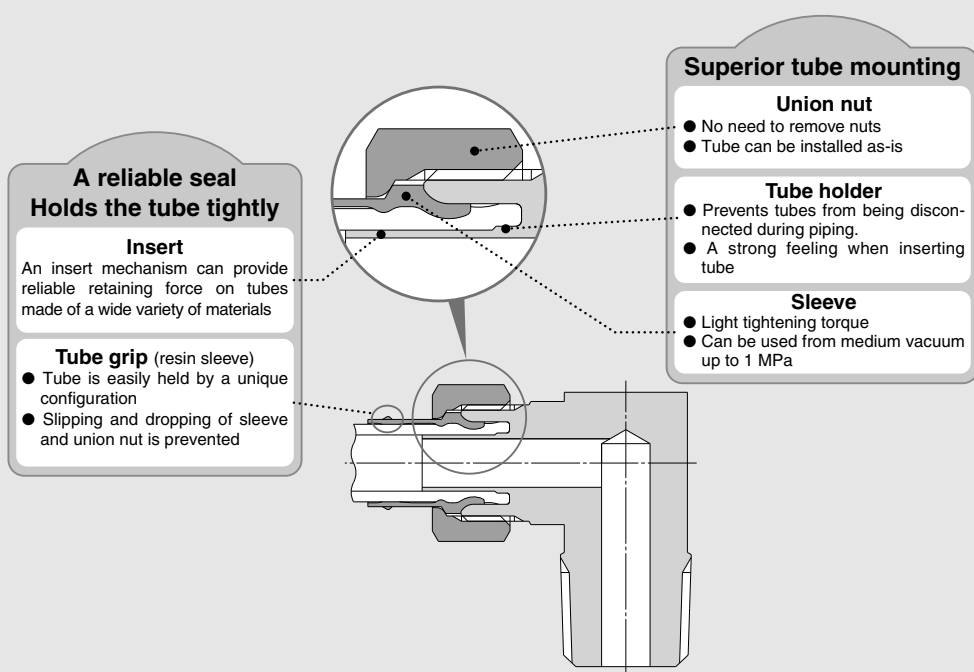 A reliable seal
Holds the tube tightly
Insert
An insert mechanism can provide
reliable retaining force on tubes
made of a wide variety of materials
Tube grip (resin sleeve)
● Tube is easily held by a unique
configuration
● Slipping and dropping of sleeve
and union nut is prevented
Superior tube mounting
Union nut
● No need to remove nuts
● Tube can be installed as-is
Tube holder
● Prevents tubes from being discon-
nected during piping.
● A strong feeling when inserting
tube
Sleeve
● Light tightening torque
● Can be used from medium vacuum
up to 1 MPa